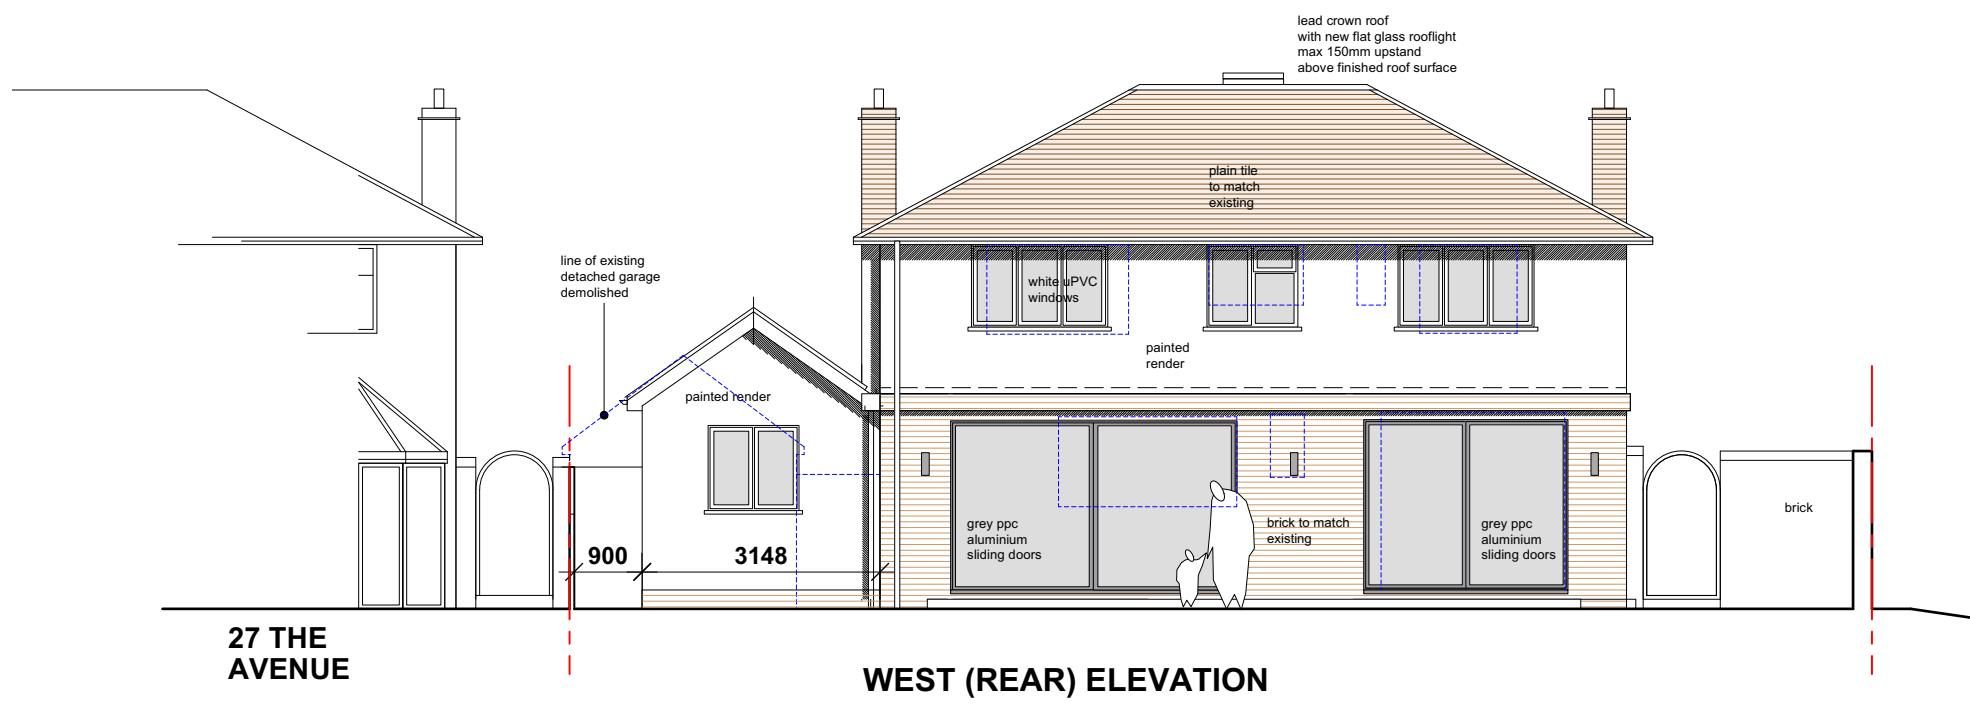 lead crown roof
with new flat glass rooflight
max 150mm upstand
above finished roof surface
plain tile
to match
existing
line of existing
detached garage
demolished
white uPVC
windows
painted
render
painted render
grey ppc
aluminium
sliding doors
brick to match
existing
grey ppc
aluminium
sliding doors
brick
900
3148
27 THE
AVENUE
WEST (REAR) ELEVATION